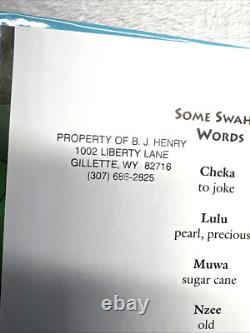 SOME SWAH
WORDS
PROPERTY OF B. J. HENRY
1002 LIBERTY LANE
GILLETTE, WY 82716
(307) 686-2825
Cheka
to joke
Lulu
pearl, precious
Muwa
sugar cane
Nzee
old
ebay